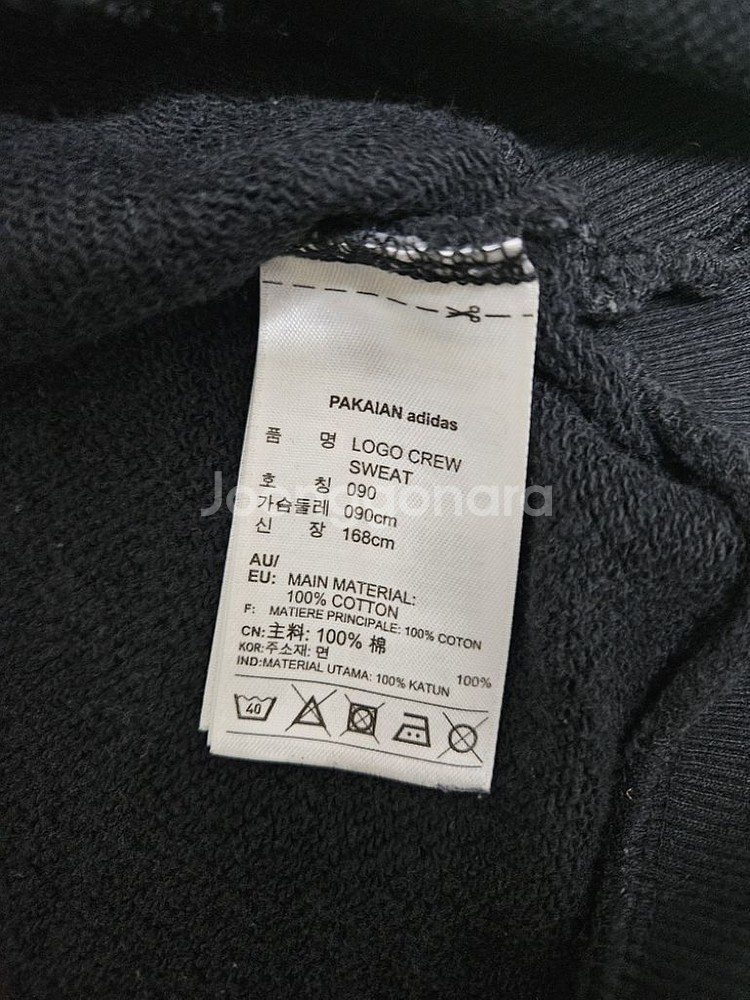 PAKAIAN adidas
품 명 LOGO CREW
SWEAT
호 칭 090
가슴둘레 090cm
신 장 168cm
AU/
EU: MAIN MATERIAL:
100% COTTON
F: MATIERE PRINCIPALE: 100% COTON
CN:主料: 100% 棉
KOR:주소재: 면 100%
IND:MATERIAL UTAMA: 100% KATUN
40
Joonggonara